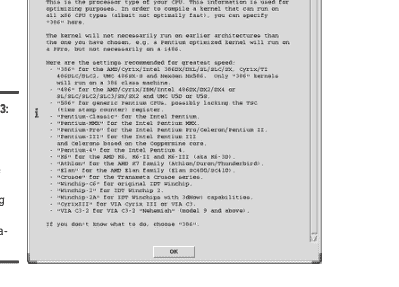 This is the processor type of your CPU. This information is used for
optimizing purposes. In order to compile a kernel that can run on
all x86 CPU types (albeit not optimally fast), you can specify
"386" here.
The kernel will not necessarily run on earlier architectures than
the one you have chosen, e.g. a Pentium optimized kernel will run on
a PPro, but not necessarily on a i486.
Here are the settings recommended for greatest speed:
- "386" for the AMD/Cyrix/Intel 386DX/DXL/SL/SLC/SX, Cyrix/TI
486DLC/DLC2, UMC 486SX-S and NexGen Nx586. Only "386" kernels
will run on a 386 class machine.
- "486" for the AMD/Cyrix/IBM/Intel 486DX/DX2/DX4 or
SL/SLC/SLC2/SLC3/SX/SX2 and UMC U5D or U5S.
- "586" for generic Pentium CPUs, possibly lacking the TSC
(time stamp counter) register.
- "Pentium-Classic" for the Intel Pentium.
- "Pentium-MMX" for the Intel Pentium MMX.
- "Pentium-Pro" for the Intel Pentium Pro/Celeron/Pentium II.
- "Pentium-III" for the Intel Pentium III
and Celerons based on the Coppermine core.
- "Pentium-4" for the Intel Pentium 4.
- "K6" for the AMD K6, K6-II and K6-III (aka K6-3D).
- "Athlon" for the AMD K7 family (Athlon/Duron/Thunderbird).
- "Elan" for the AMD Elan family (Elan SC400/SC410).
- "Crusoe" for the Transmeta Crusoe series.
- "Winchip-C6" for original IDT Winchip.
- "Winchip-2" for IDT Winchip 2.
- "Winchip-2A" for IDT Winchips with 3dNow! capabilities.
- "CyrixIII" for VIA Cyrix III or VIA C3.
- "VIA C3-2 for VIA C3-2 "Nehemiah" (model 9 and above).
If you don't know what to do, choose "386".
OK
3:
g
a-